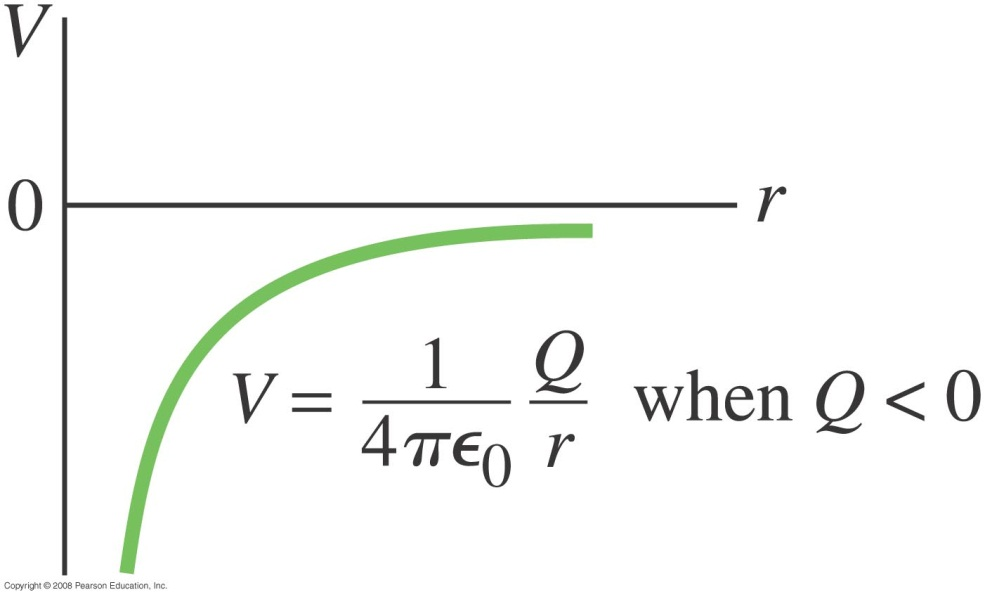 V
0
r
V = 1/4πϵ₀ Q/r when Q < 0
Copyright © 2008 Pearson Education, Inc.